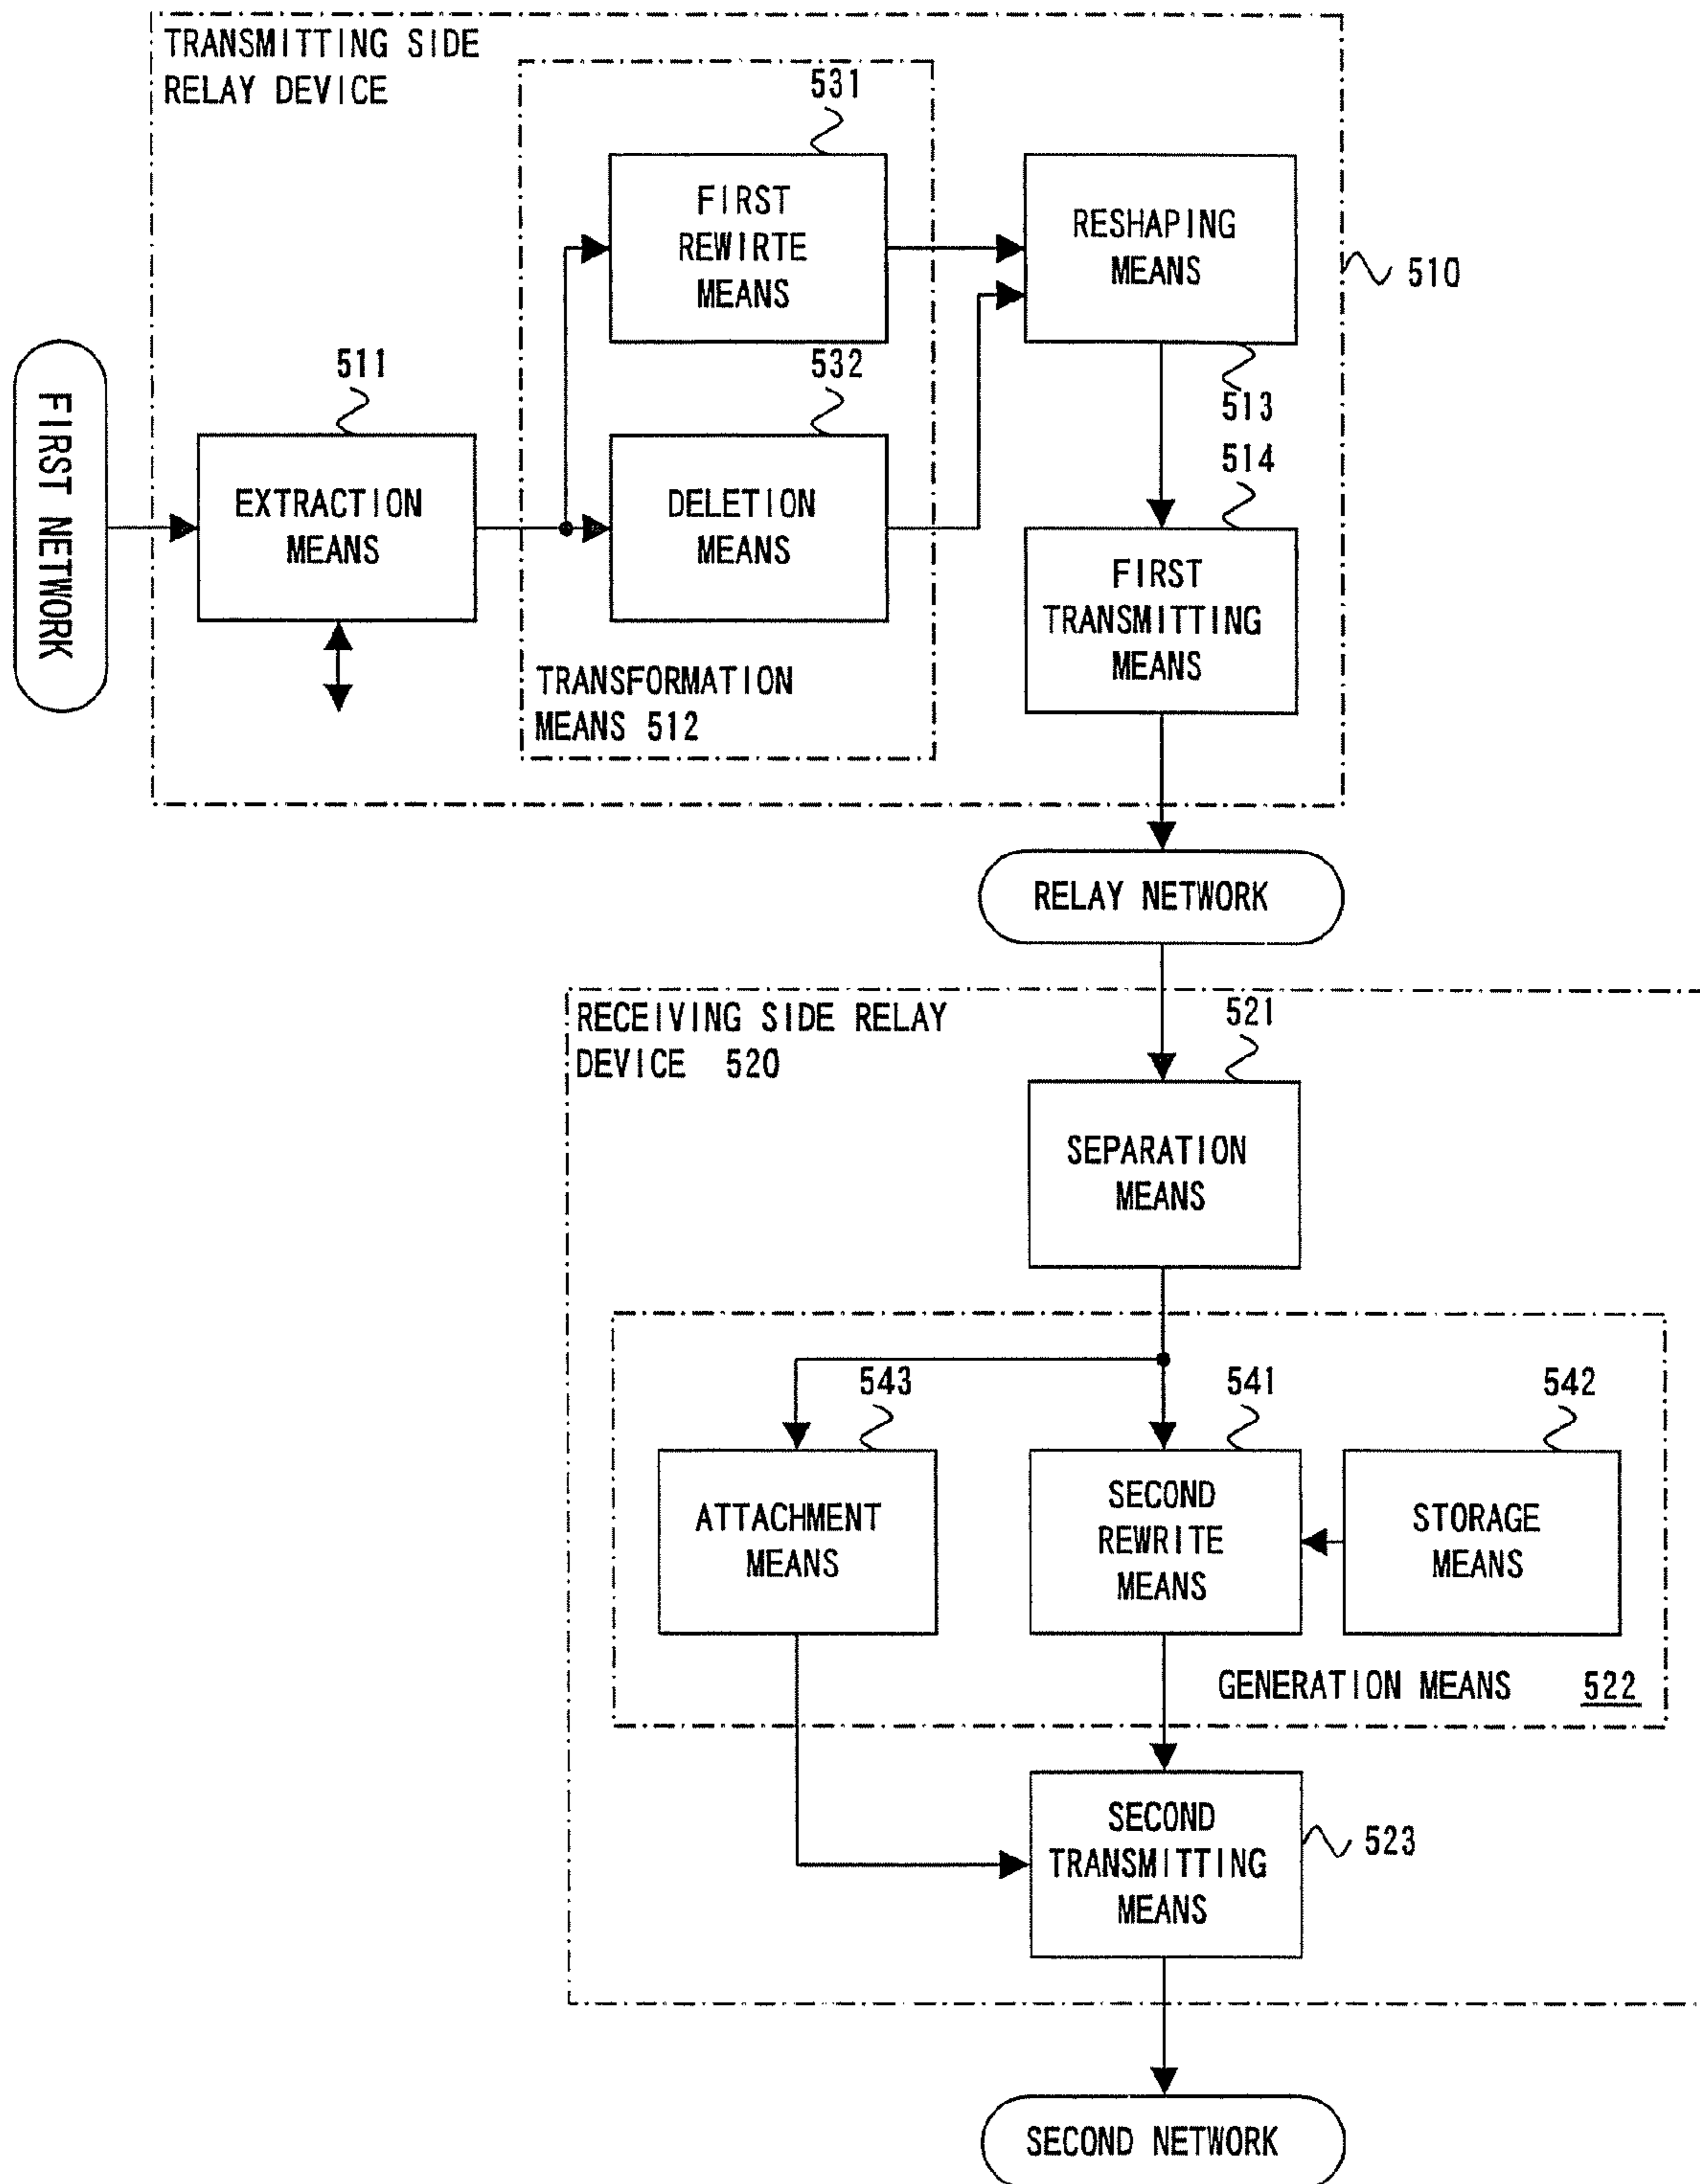 TRANSMITTING SIDE
RELAY DEVICE
531
FIRST
REWIRTE
MEANS
RESHAPING
MEANS
510
513
FIRST NETWORK
511
EXTRACTION
MEANS
532
DELETION
MEANS
TRANSFORMATION
MEANS 512
514
FIRST
TRANSMITTING
MEANS
RELAY NETWORK
RECEIVING SIDE RELAY
DEVICE 520
521
SEPARATION
MEANS
543
ATTACHMENT
MEANS
541
SECOND
REWRITE
MEANS
542
STORAGE
MEANS
GENERATION MEANS 522
SECOND
TRANSMITTING
MEANS
523
SECOND NETWORK